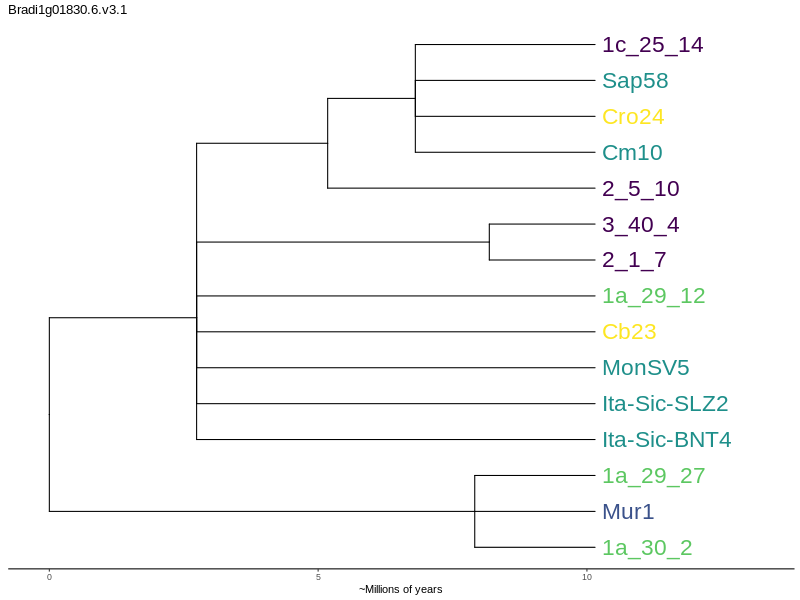 Bradi1g01830.6.v3.1
1c_25_14
Sap58
Cro24
Cm10
2_5_10
3_40_4
2_1_7
1a_29_12
Cb23
MonSV5
Ita-Sic-SLZ2
Ita-Sic-BNT4
1a_29_27
Mur1
1a_30_2
0 5 10
~Millions of years